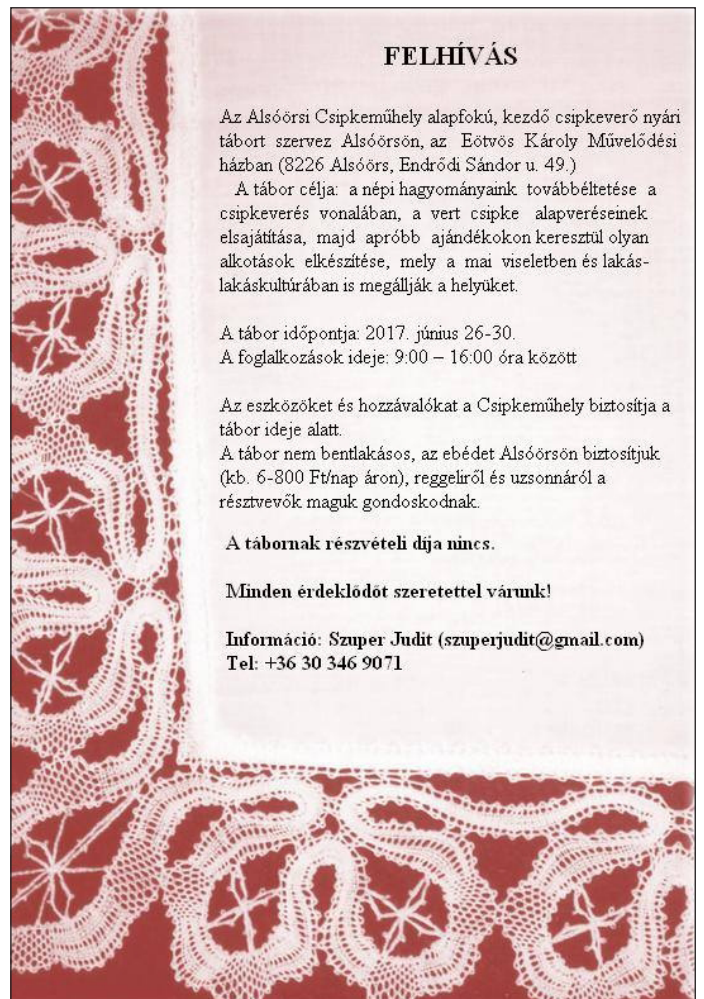 FELHÍVÁS
Az Alsóörsi Csipkeműhely alapfokú, kezdő csipkeverő nyári
tábort szervez Alsóörsön, az Eötvös Károly Művelődési
házban (8226 Alsóörs, Endrődi Sándor u. 49.)
A tábor célja: a népi hagyományaink továbbéltetése a
csipkeverés vonalában, a vert csipke alapveréseinek
elsajátítása, majd apróbb ajándékokon keresztül olyan
alkotások elkészítése, mely a mai viseletben és lakás-
lakáskultúrában is megállják a helyüket.
A tábor időpontja: 2017. június 26-30.
A foglalkozások ideje: 9:00 – 16:00 óra között
Az eszközöket és hozzávalókat a Csipkeműhely biztosítja a
tábor ideje alatt.
A tábor nem bentlakásos, az ebédet Alsóörsön biztosítjuk
(kb. 6-800 Ft/nap áron), reggeliről és uzsonnáról a
résztvevők maguk gondoskodnak.
A tábornak részvételi díja nincs.
Minden érdeklődőt szeretettel várunk!
Információ: Szuper Judit (szuperjudit@gmail.com)
Tel: +36 30 346 9071